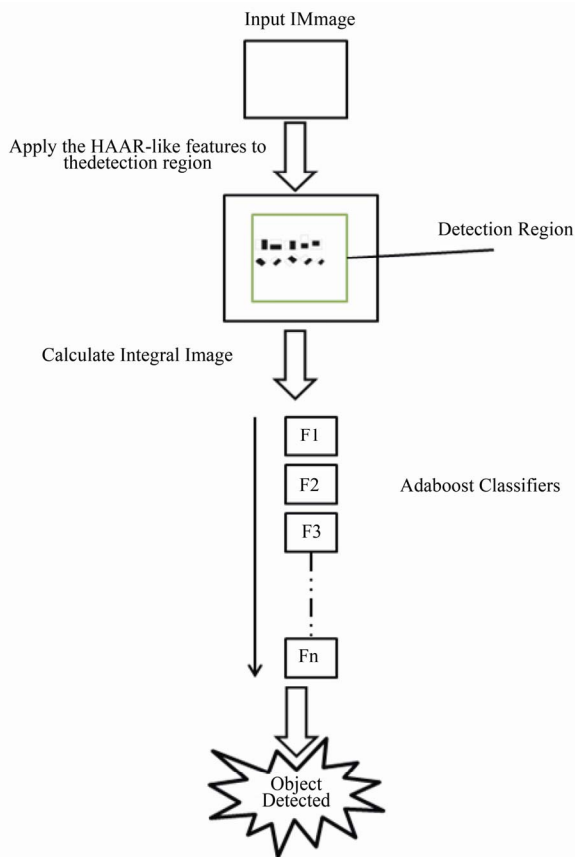 Input IMmage
Apply the HAAR-like features to
thedetection region
Detection Region
Calculate Integral Image
F1
F2
Adaboost Classifiers
F3
Fn
Object
Detected